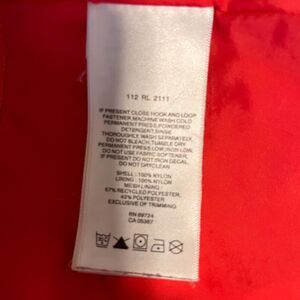 112 RL 2111
IF PRESENT CLOSE HOOK AND LOOP
FASTENER, MACHINE WASH COLD
PERMANENT PRESS, POWDERED
DETERGENT, RINSE
THOROUGHLY WASH SEPARATELY.
DO NOT BLEACH, TUMBLE DRY
PERMANENT PRESS LOW, IRON LOW,
DO NOT USE FABRIC SOFTENER.
IF PRESENT DO NOT IRON DECAL.
DO NOT DRYCLEAN
SHELL : 100% NYLON
LINING : 100% NYLON
MESH LINING :
57% RECYCLED POLYESTER,
43% POLYESTER
EXCLUSIVE OF TRIMMING
RN 69724
CA 05367